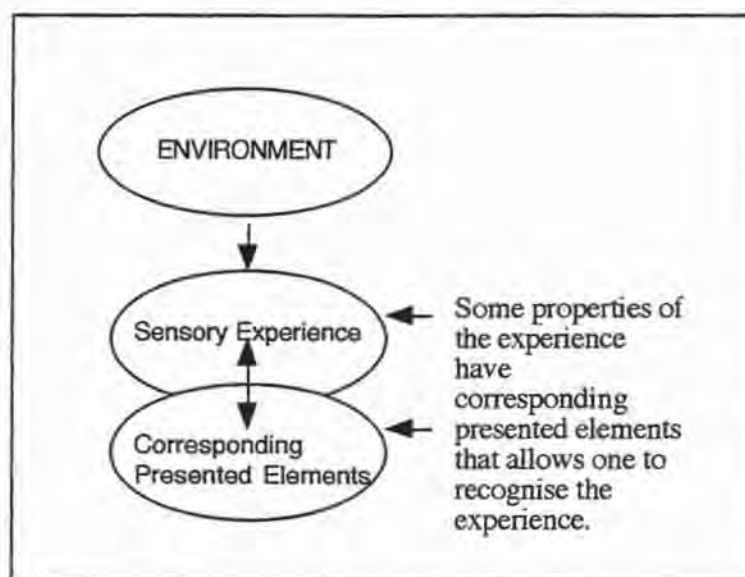 ENVIRONMENT
Sensory Experience
Corresponding
Presented Elements
Some properties of
the experience
have
corresponding
presented elements
that allows one to
recognise the
experience.